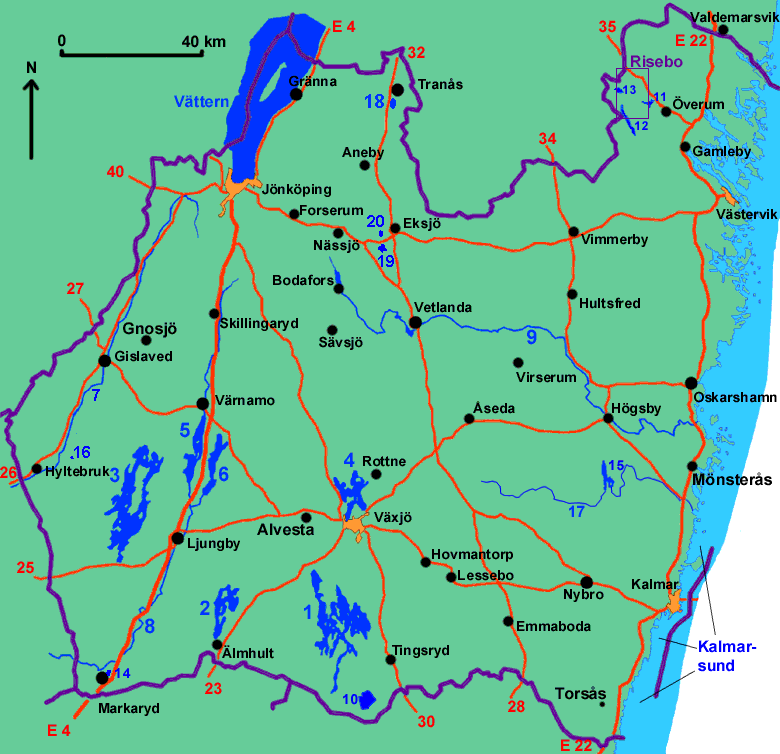 Valdemarsvik
E 4
E 22
35
0
40 km
32
Risebo
N
Gränna
Tranås
13
11
Vättern
18
Överum
12
34
Aneby
Gamleby
40
Jönköping
Västervik
Forserum
20
Eksjö
Nässjö
Vimmerby
19
Bodafors
27
Hultsfred
Vetlanda
Skillingaryd
Gnosjö
Sävsjö
9
Gislaved
Virserum
7
Oskarshamn
Värnamo
Åseda
Högsby
5
16
3
6
4
Rottne
15
26
Hyltebruk
Mönsterås
17
Växjö
Alvesta
Ljungby
Hovmantorp
25
Lessebo
Kalmar
Nybro
2
1
8
Emmaboda
Kalmar-
sund
Älmhult
Tingsryd
14
23
10
28
Torsås
Markaryd
30
E 4
E 22